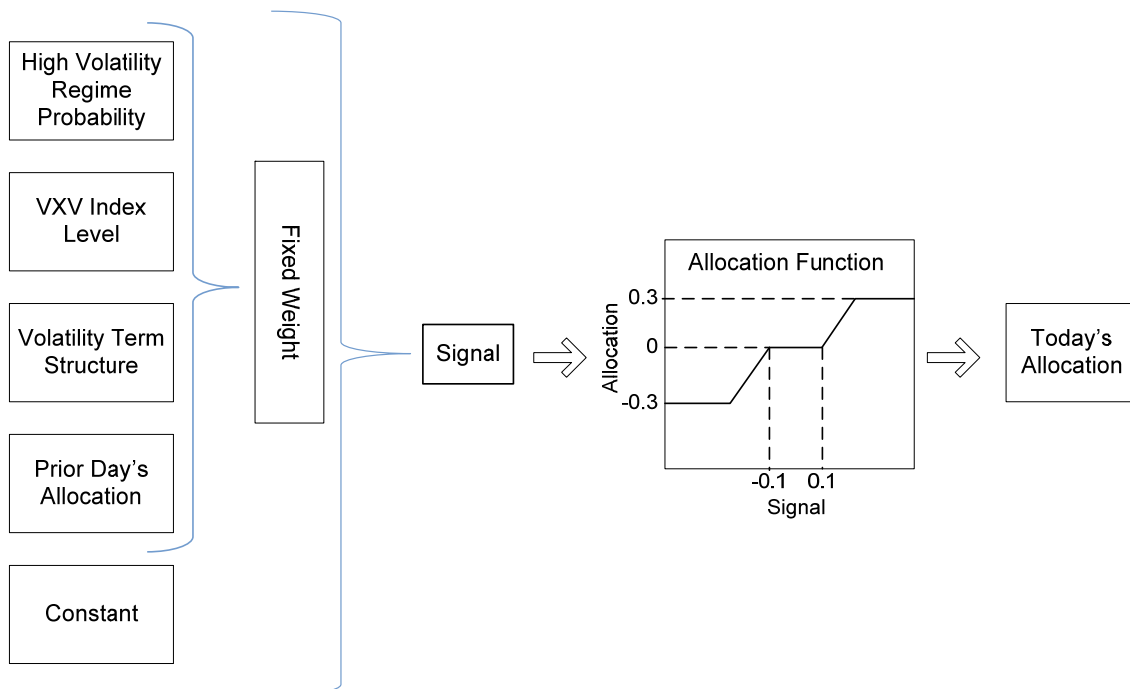 High Volatility
Regime
Probability
VXV Index
Level
Volatility Term
Structure
Prior Day’s
Allocation
Constant
Fixed Weight
Signal
Allocation Function
Allocation
0.3
0
-0.3
-0.1
0.1
Signal
Today’s
Allocation